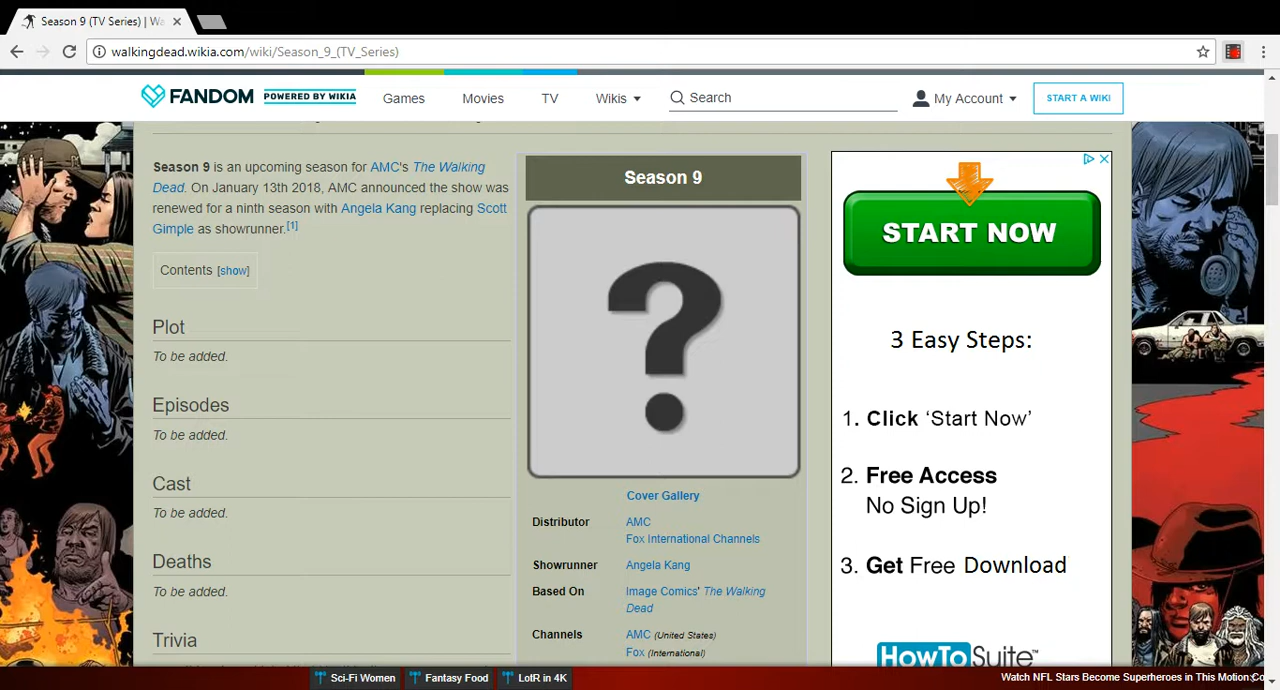 Season 9 (TV Series) | Wa
walkingdead.wikia.com/wiki/Season_9_(TV_Series)
FANDOM POWERED BY WIKIA
Games
Movies
TV
Wikis
Search
My Account
START A WIKI
Season 9 is an upcoming season for AMC's The Walking
Dead. On January 13th 2018, AMC announced the show was
renewed for a ninth season with Angela Kang replacing Scott
Gimple as showrunner.[1]
Contents [show]
Plot
To be added.
Episodes
To be added.
Cast
To be added.
Deaths
To be added.
Trivia
Season 9
?
Cover Gallery
Distributor AMC
Fox International Channels
Showrunner Angela Kang
Based On Image Comics' The Walking
Dead
Channels AMC (United States)
Fox (International)
START NOW
3 Easy Steps:
1. Click ‘Start Now’
2. Free Access
No Sign Up!
3. Get Free Download
HowToSuite™
Sci-Fi Women
Fantasy Food
LotR in 4K
Watch NFL Stars Become Superheroes in This Motion